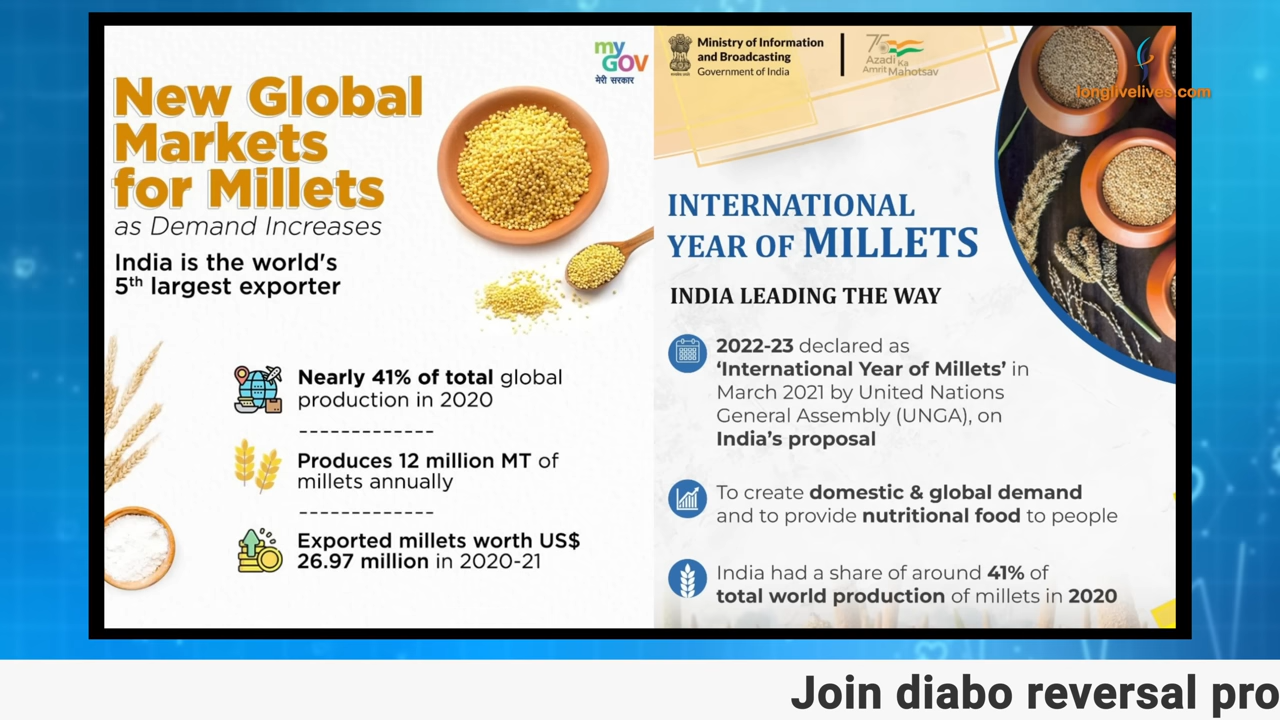 my
GOV
मेरी सरकार
New Global
Markets
for Millets
as Demand Increases
India is the world's
5th largest exporter
Nearly 41% of total global
production in 2020
Produces 12 million MT of
millets annually
Exported millets worth US$
26.97 million in 2020-21
Ministry of Information
and Broadcasting
Government of India
75
Azadi Ka
Amrit Mahotsav
longlivelives.com
INTERNATIONAL
YEAR OF MILLETS
INDIA LEADING THE WAY
2022-23 declared as
‘International Year of Millets’ in
March 2021 by United Nations
General Assembly (UNGA), on
India’s proposal
To create domestic & global demand
and to provide nutritional food to people
India had a share of around 41% of
total world production of millets in 2020
Join diabo reversal pro